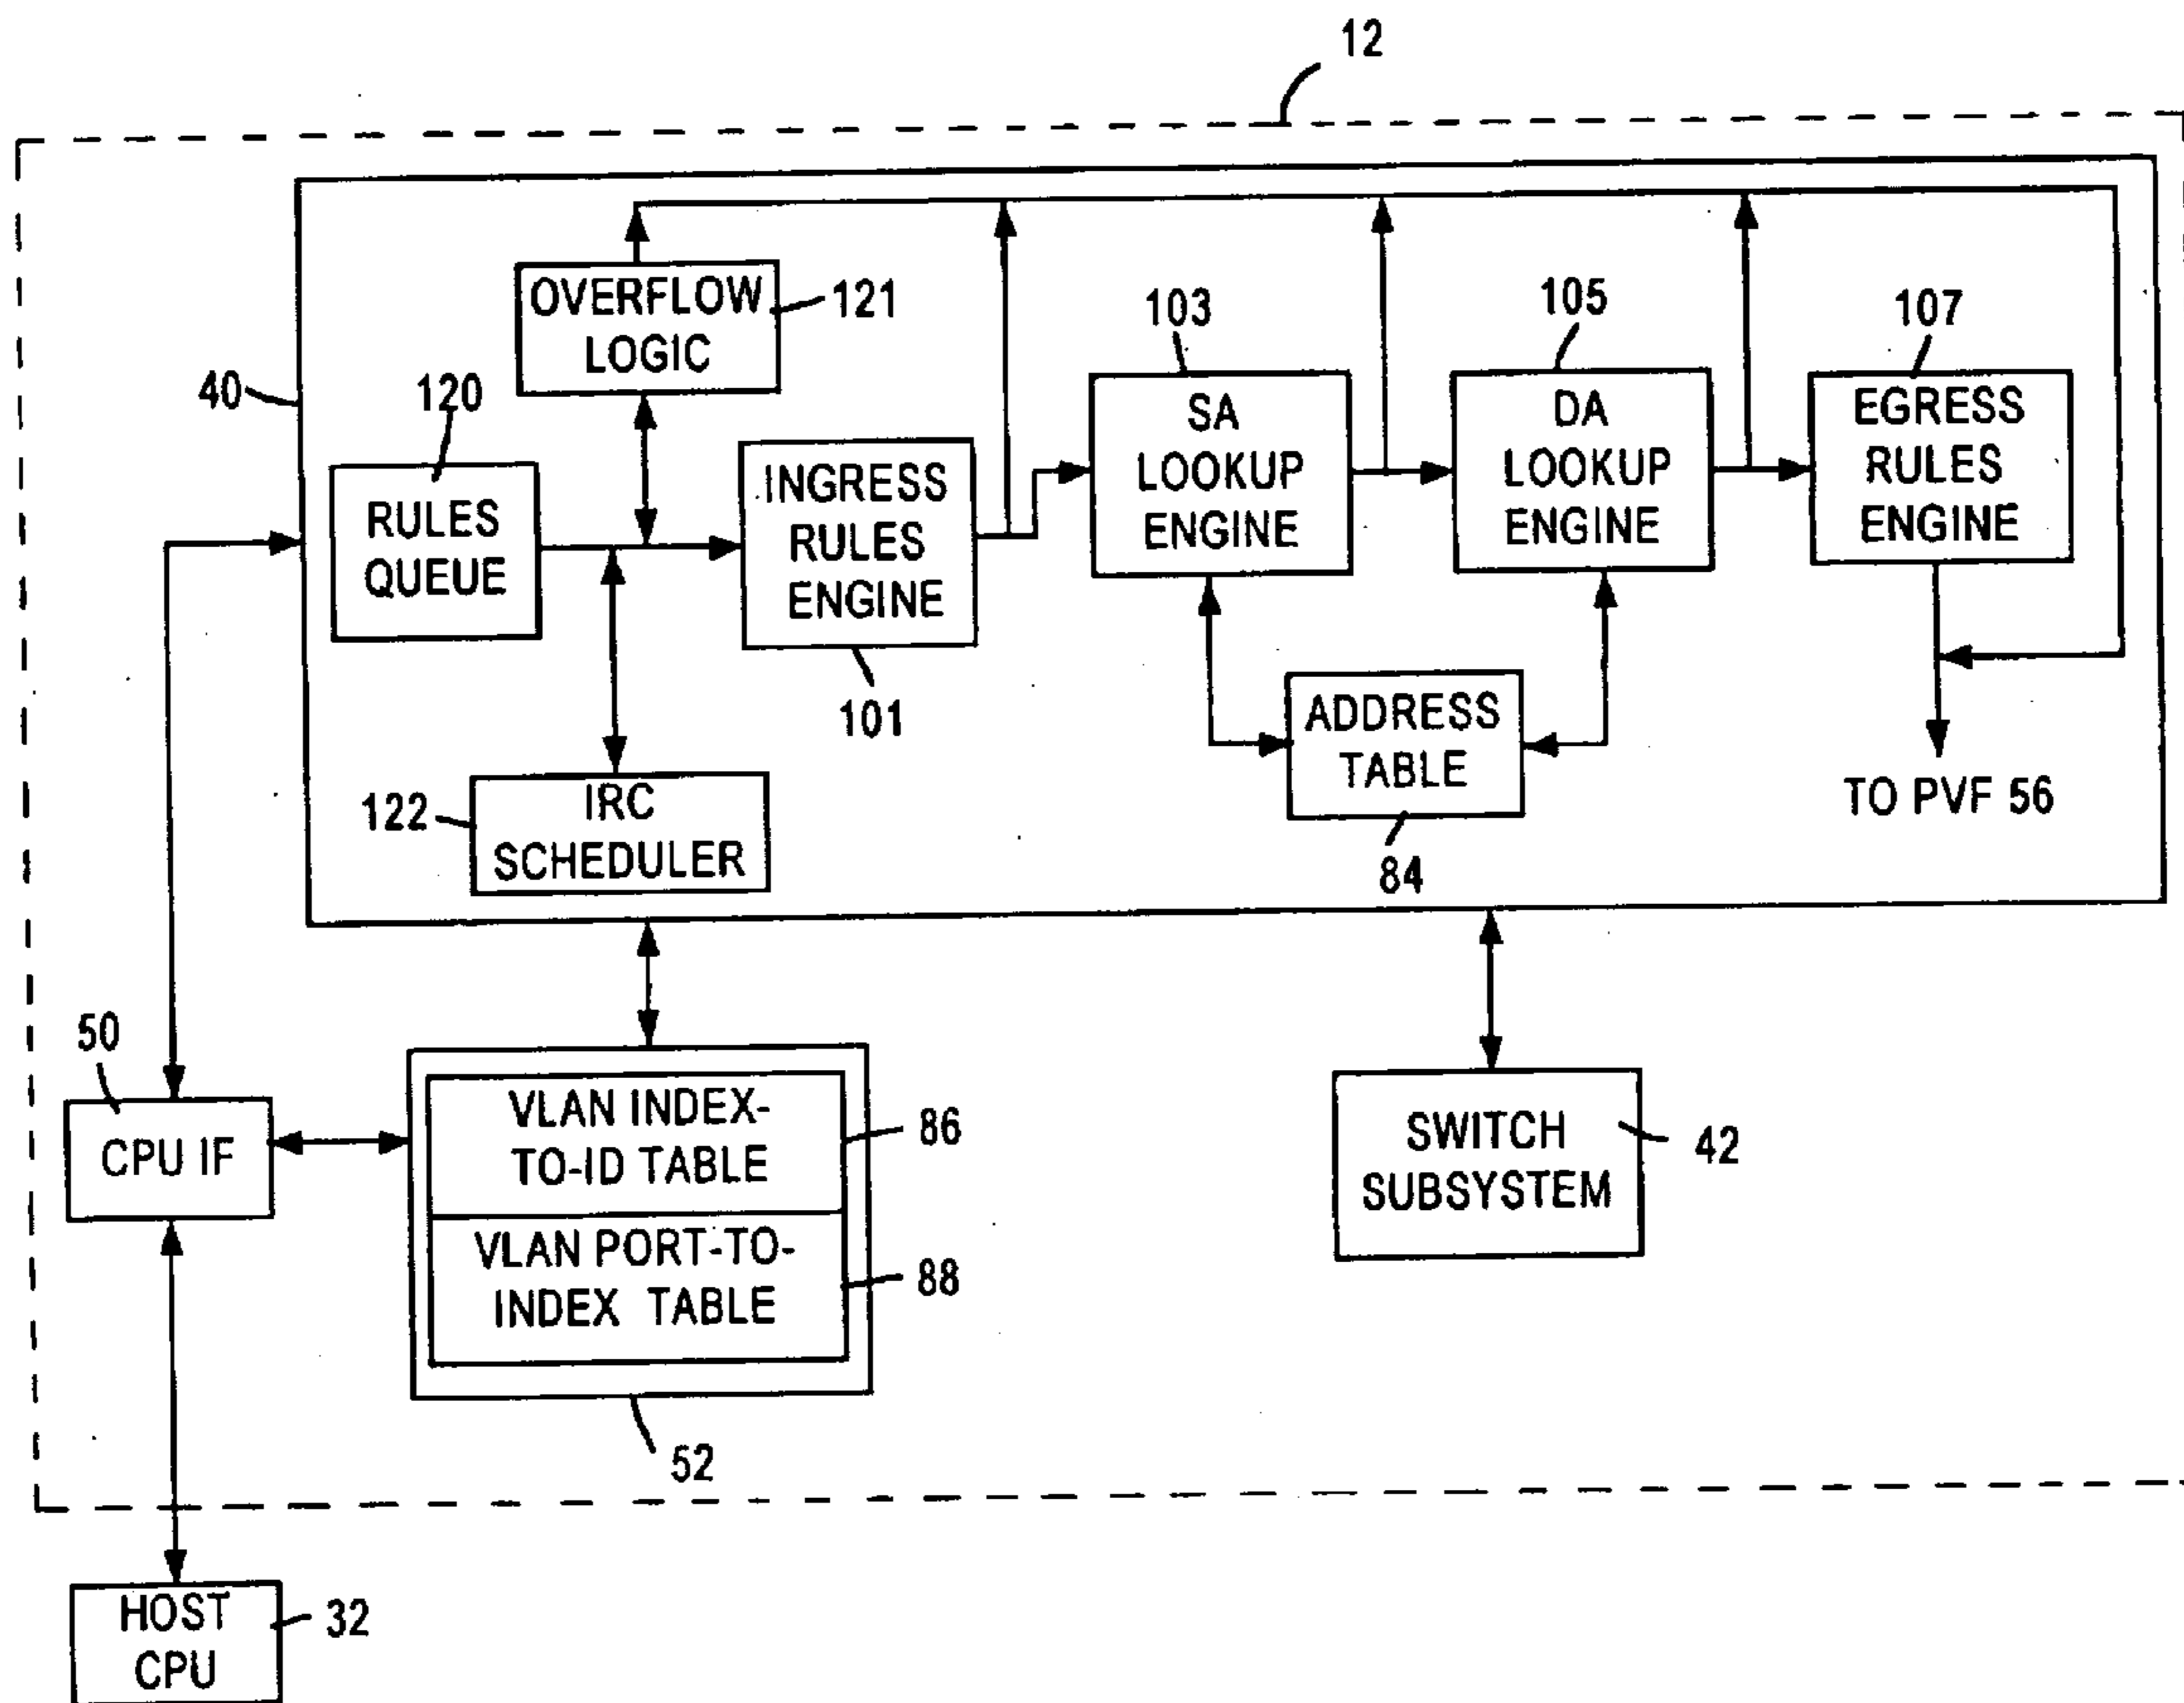 12
OVERFLOW
LOGIC
121
103
105
107
40
120
RULES
QUEUE
INGRESS
RULES
ENGINE
101
SA
LOOKUP
ENGINE
DA
LOOKUP
ENGINE
EGRESS
RULES
ENGINE
ADDRESS
TABLE
84
TO PVF 56
122
IRC
SCHEDULER
50
CPU IF
VLAN INDEX-
TO-ID TABLE
86
VLAN PORT-TO-
INDEX TABLE
88
52
SWITCH
SUBSYSTEM
42
HOST
CPU
32